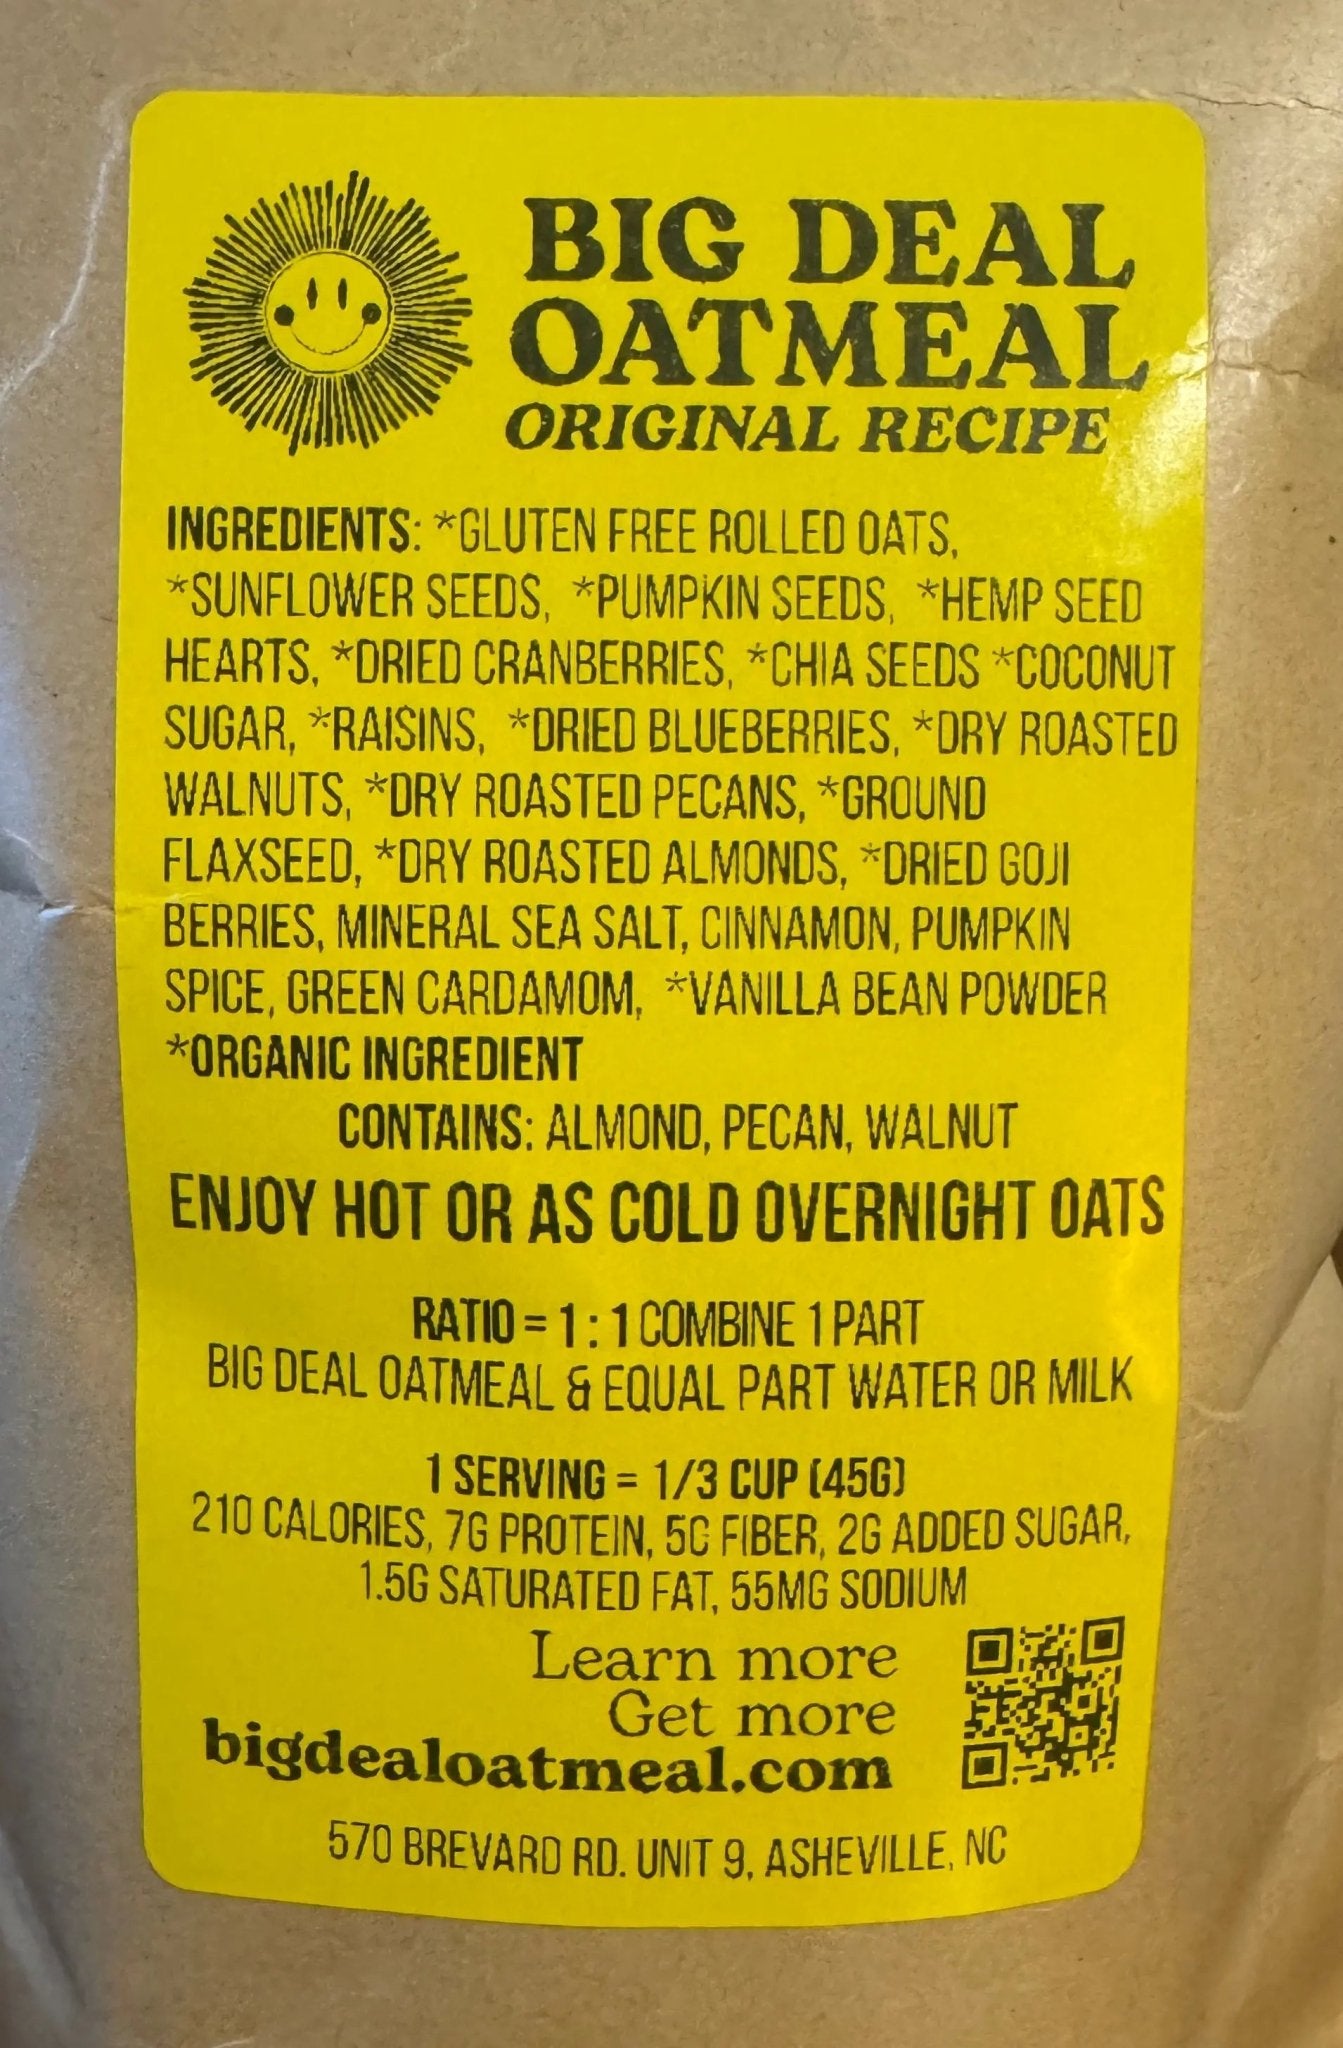 BIG DEAL
OATMEAL
ORIGINAL RECIPE
INGREDIENTS: *GLUTEN FREE ROLLED OATS,
*SUNFLOWER SEEDS, *PUMPKIN SEEDS, *HEMP SEED
HEARTS, *DRIED CRANBERRIES, *CHIA SEEDS *COCONUT
SUGAR, *RAISINS, *DRIED BLUEBERRIES, *DRY ROASTED
WALNUTS, *DRY ROASTED PECANS, *GROUND
FLAXSEED, *DRY ROASTED ALMONDS, *DRIED GOJI
BERRIES, MINERAL SEA SALT, CINNAMON, PUMPKIN
SPICE, GREEN CARDAMOM, *VANILLA BEAN POWDER
*ORGANIC INGREDIENT
CONTAINS: ALMOND, PECAN, WALNUT
ENJOY HOT OR AS COLD OVERNIGHT OATS
RATIO = 1 : 1 COMBINE 1 PART
BIG DEAL OATMEAL & EQUAL PART WATER OR MILK
1 SERVING = 1/3 CUP (45G)
210 CALORIES, 7G PROTEIN, 5G FIBER, 2G ADDED SUGAR,
1.5G SATURATED FAT, 55MG SODIUM
Learn more
Get more
bigdealoatmeal.com
570 BREVARD RD. UNIT 9, ASHEVILLE, NC